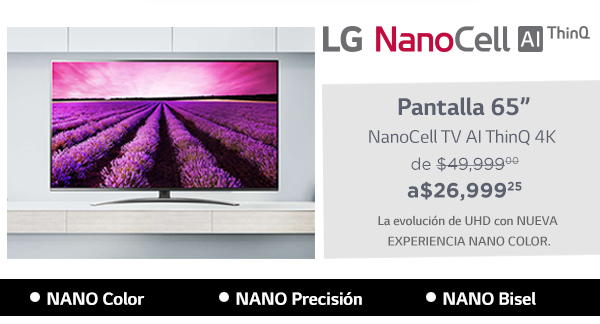 LG NanoCell AI ThinQ
Pantalla 65”
NanoCell TV AI ThinQ 4K
de $49,999⁰⁰
a$26,999²⁵
La evolución de UHD con NUEVA
EXPERIENCIA NANO COLOR.
• NANO Color • NANO Precisión • NANO Bisel